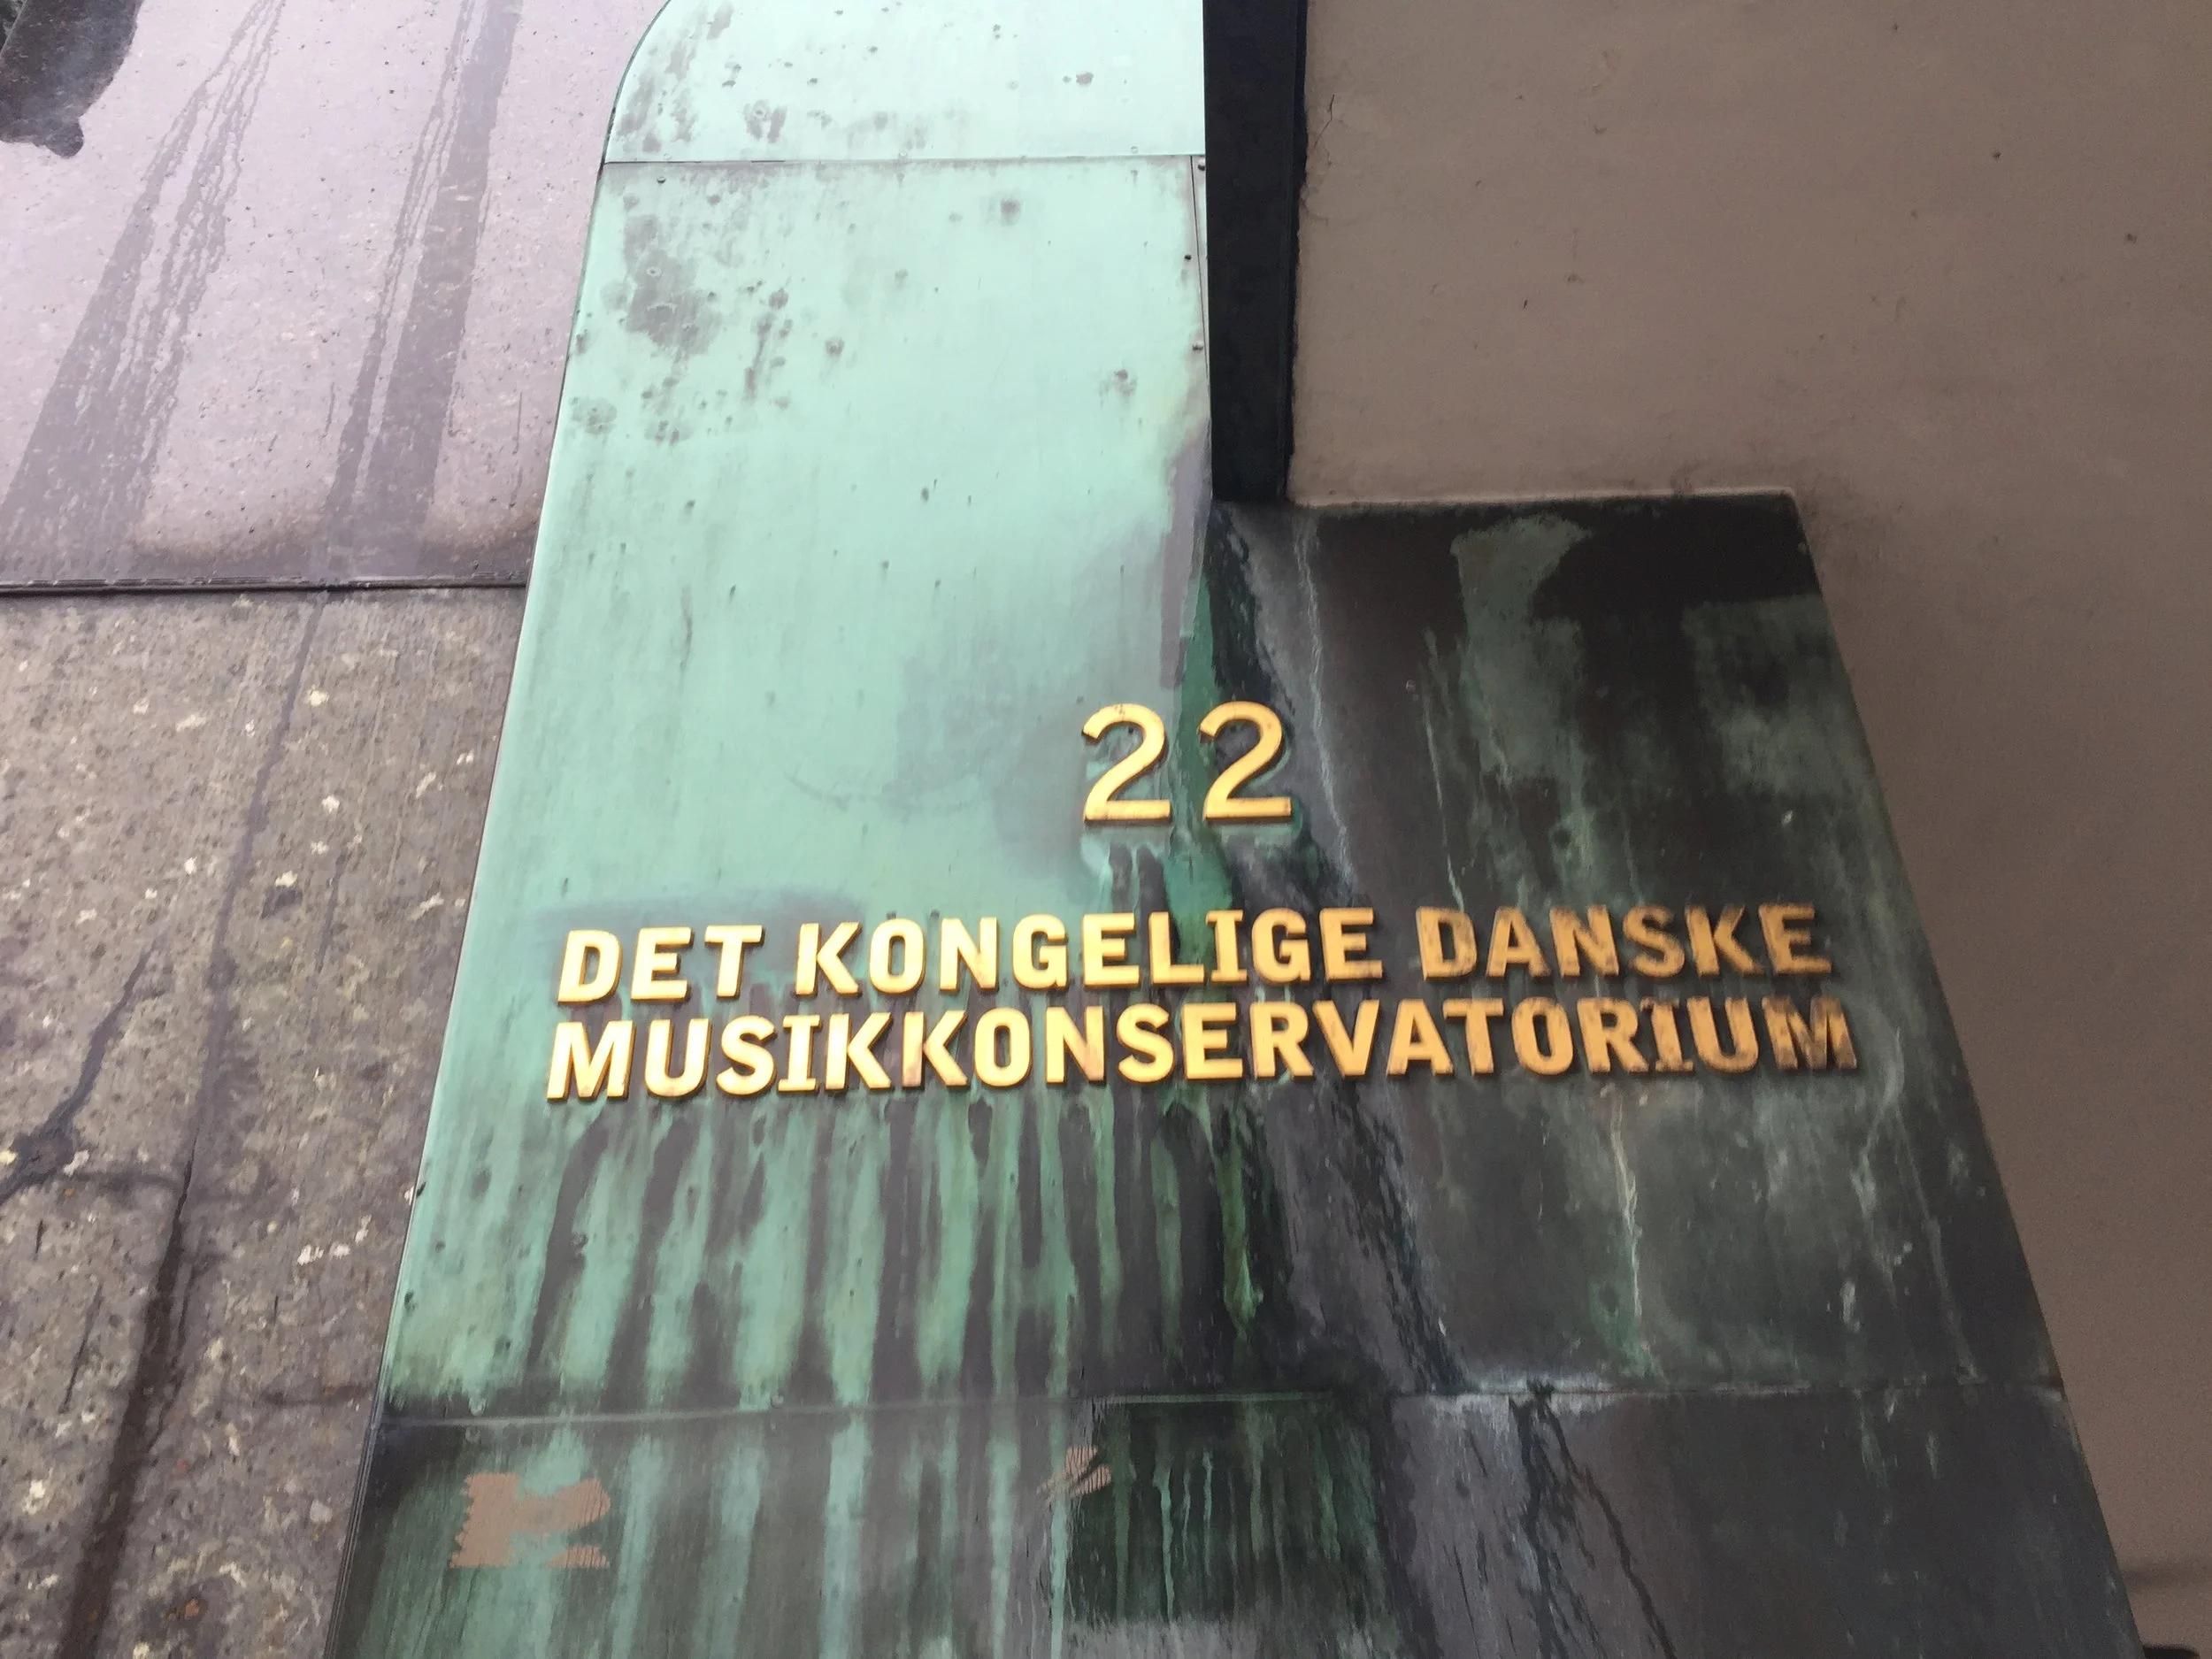 22
DET KONGELIGE DANSKE
MUSIKKONSERVATORIUM